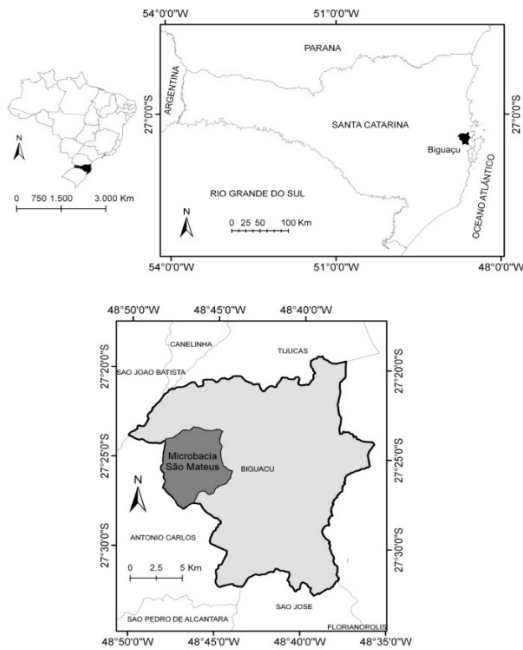 54°0'0"W
51°0'0"W
PARANA
ARGENTINA
27°0'0"S
SANTA CATARINA
27°0'0"S
Biguaçu
N
RIO GRANDE DO SUL
OCEANO ATLÂNTICO
0 750 1.500 3.000 Km
0 25 50 100 Km
N
54°0'0"W
51°0'0"W
48°0'0"W
48°50'0"W
48°45'0"W
48°40'0"W
CANELINHA
TIJUCAS
27°20'0"S
SAO JOAO BATISTA
27°20'0"S
Microbacia
São Mateus
BIGUACU
27°25'0"S
27°25'0"S
N
ANTONIO CARLOS
27°30'0"S
27°30'0"S
0 2,5 5 Km
SAO PEDRO DE ALCANTARA
SAO JOSE
FLORIANOPOLIS
48°50'0"W
48°45'0"W
48°40'0"W
48°35'0"W